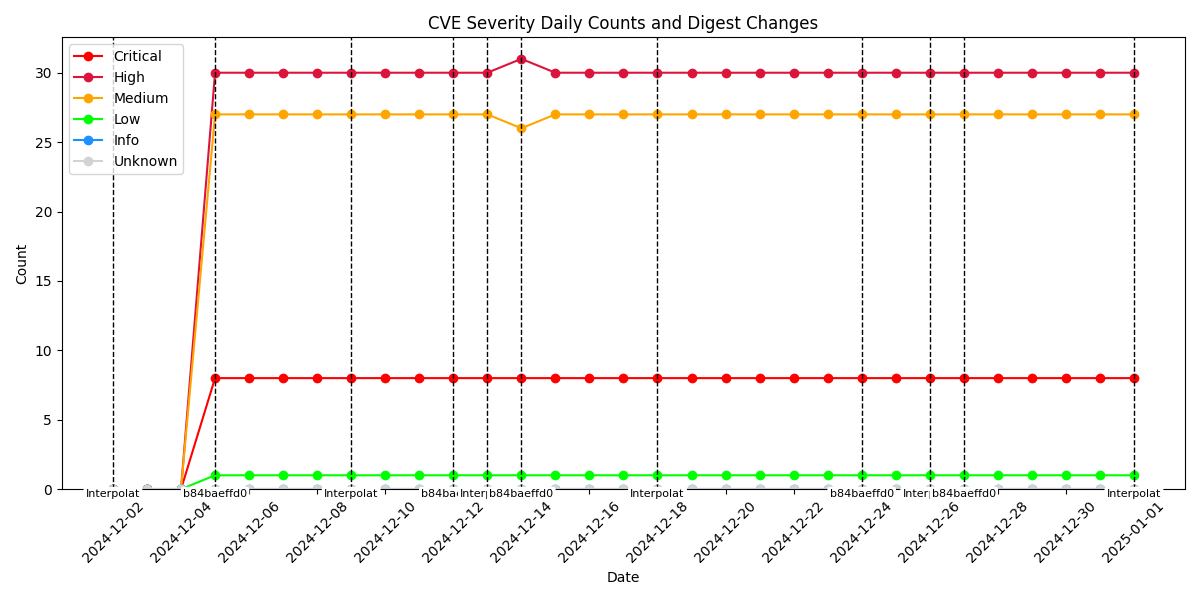 CVE Severity Daily Counts and Digest Changes
Critical
High
Medium
Low
Info
Unknown
Count
30
25
20
15
10
5
0
Interpolat
b84baeffd0
Interpolat
b84baeffd0
Interpolat
b84baeffd0
Interpolat
b84baeffd0
2024-12-02
2024-12-04
2024-12-06
2024-12-08
2024-12-10
2024-12-12
2024-12-14
2024-12-16
2024-12-18
2024-12-20
2024-12-22
2024-12-24
2024-12-26
2024-12-28
2024-12-30
2025-01-01
Date